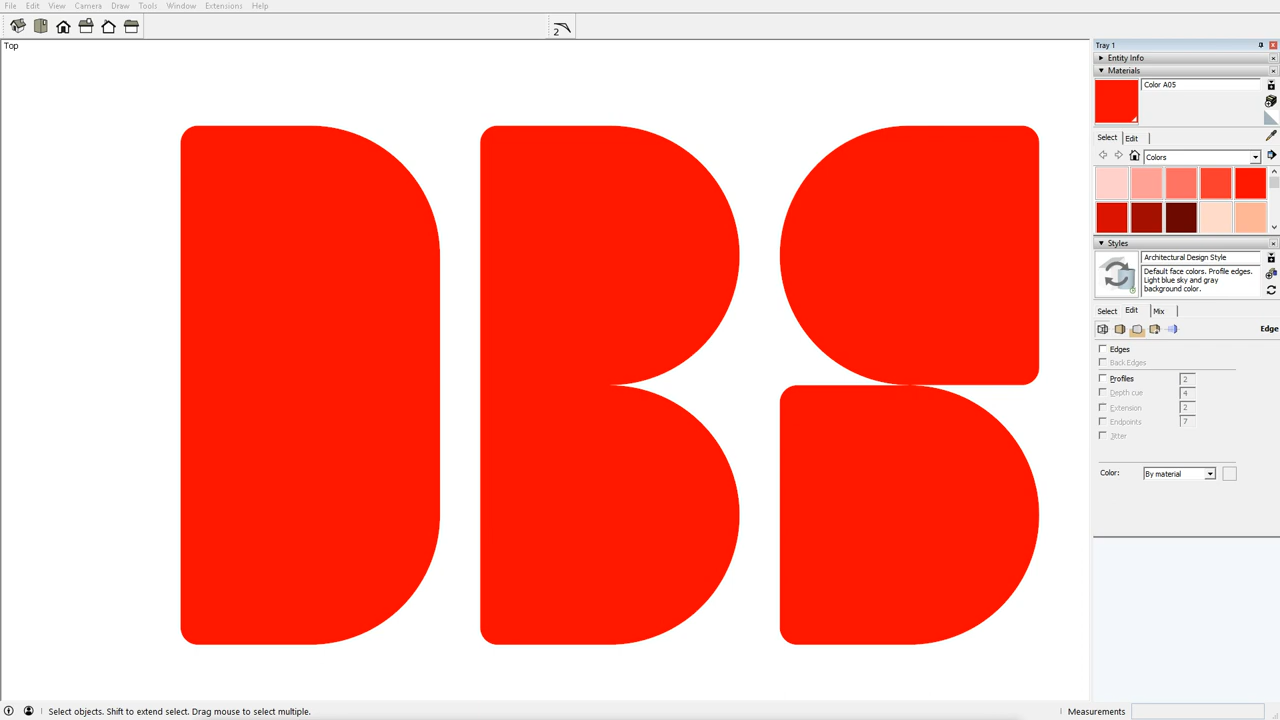 File Edit View Camera Draw Tools Window Extensions Help
2
Top
DBS
Tray 1
Entity Info
Materials
Color A05
Select Edit
Colors
Styles
Architectural Design Style
Default face colors. Profile edges.
Light blue sky and gray
background color.
Select Edit Mix
Edge
Edges
Back Edges
Profiles 2
Depth cue 4
Extension 2
Endpoints 7
Jitter
Color: By material
Select objects. Shift to extend select. Drag mouse to select multiple.
Measurements